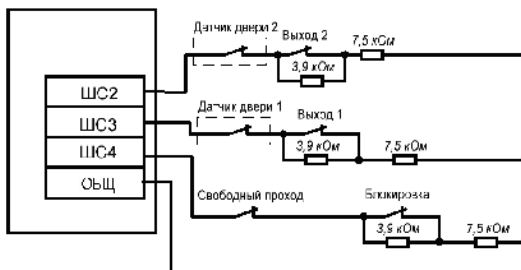 Датчик двери 2
Выход 2
7,5 кОм
3,9 кОм
ШС2
Датчик двери 1
Выход 1
ШС3
3,9 кОм
7,5 кОм
ШС4
ОБЩ
Свободный проход
Блокировка
3,9 кОм
7,5 кОм